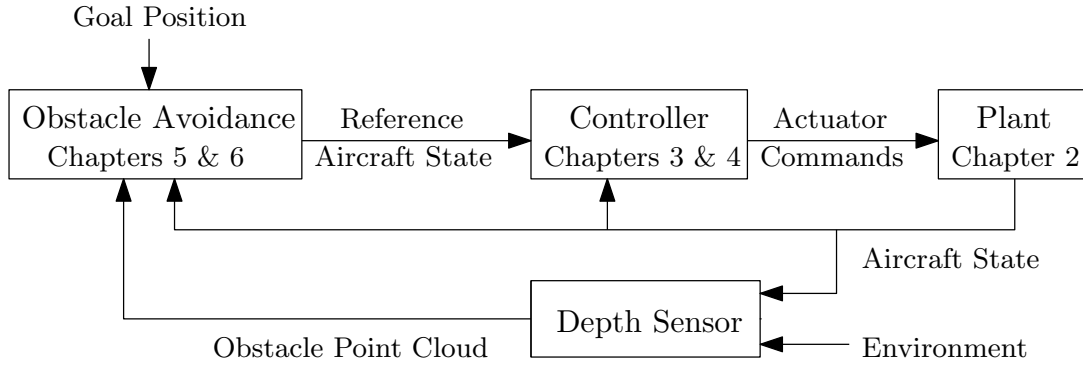 Goal Position
Obstacle Avoidance
Chapters 5 & 6
Reference
Aircraft State
Controller
Chapters 3 & 4
Actuator
Commands
Plant
Chapter 2
Aircraft State
Depth Sensor
Obstacle Point Cloud
Environment